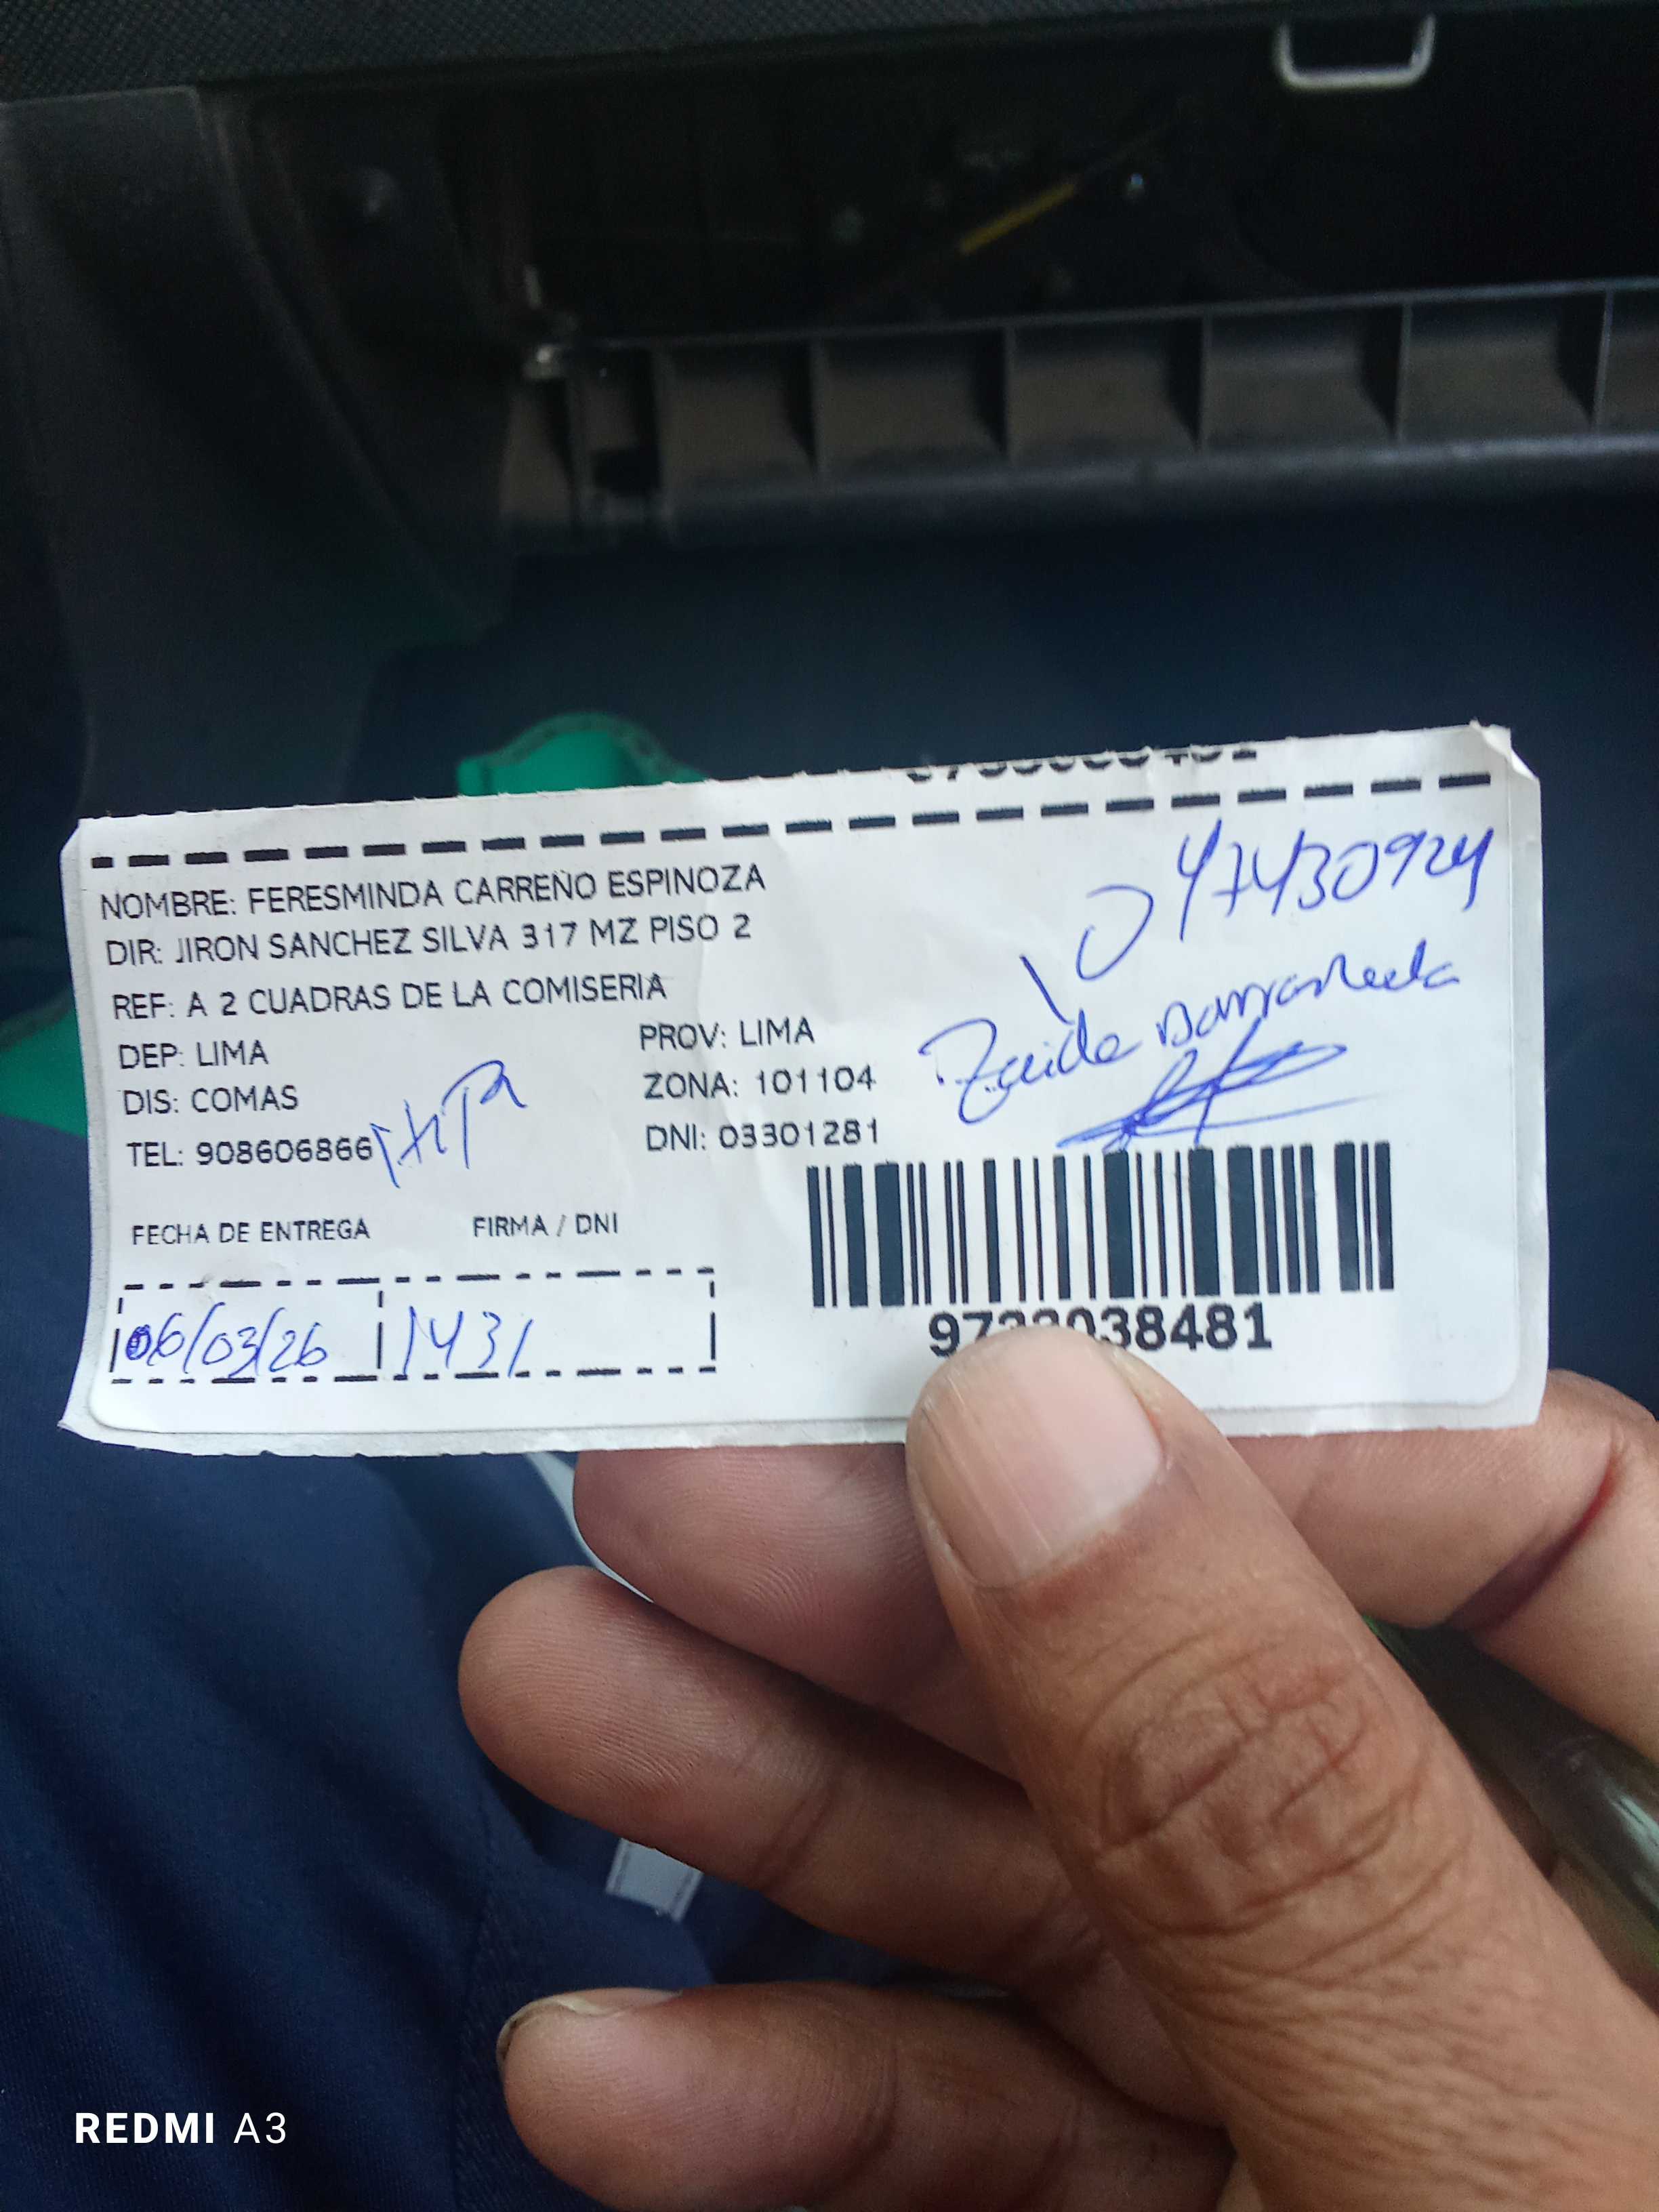 NOMBRE: FERESMINDA CARREÑO ESPINOZA
DIR: JIRON SANCHEZ SILVA 317 MZ PISO 2
REF: A 2 CUADRAS DE LA COMISERIA
DEP: LIMA
PROV: LIMA
DIS: COMAS
ZONA: 101104
TEL: 908606866
DNI: 03301281
47430924
Zaida
FECHA DE ENTREGA
FIRMA / DNI
06/03/26
1431
38481
REDMI A3